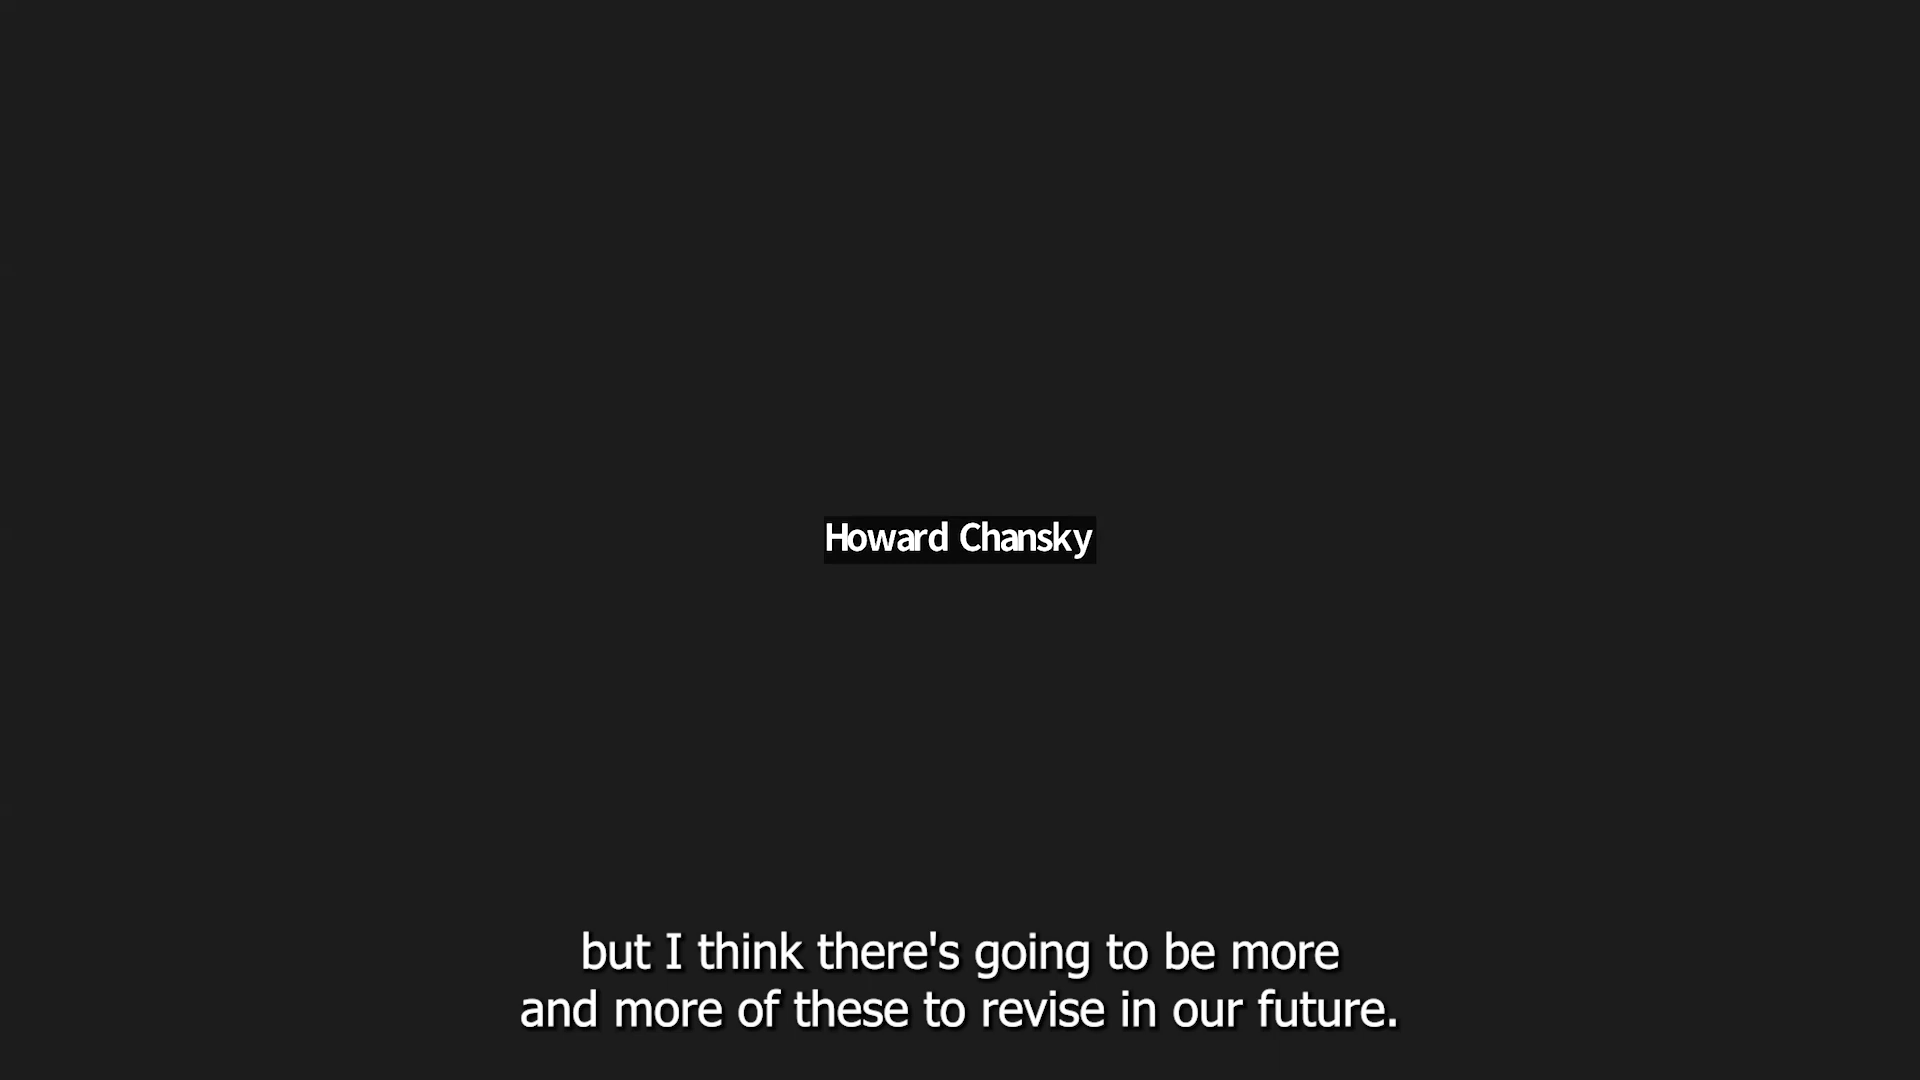 Howard Chansky
but I think there's going to be more
and more of these to revise in our future.